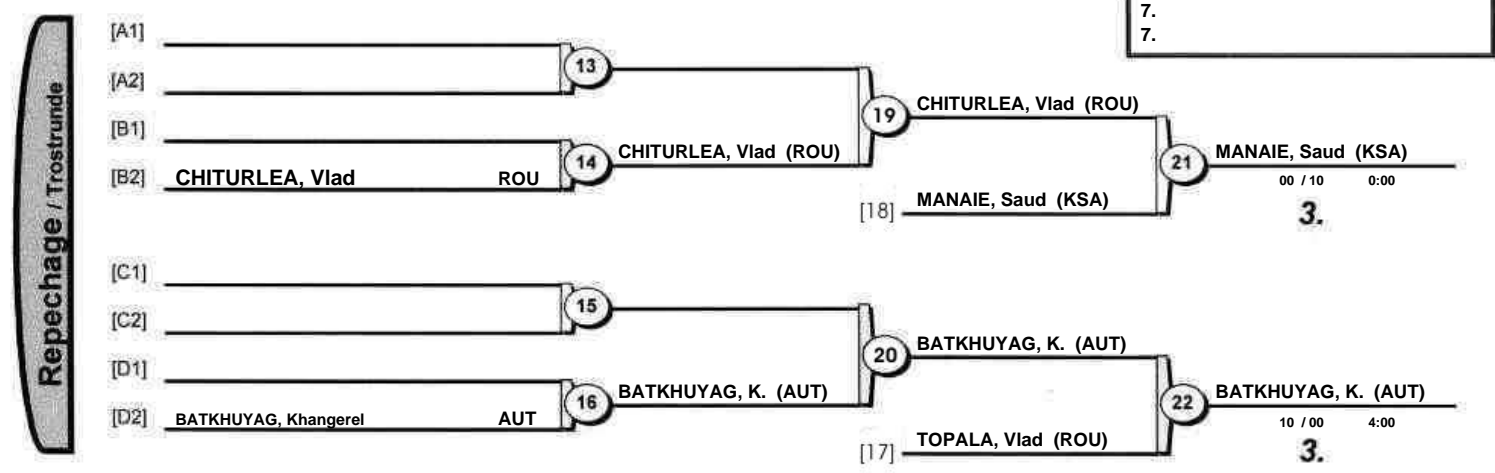 7.
7.
Repechage / Trostrunde
[A1]
13
[A2]
19
CHITURLEA, Vlad (ROU)
[B1]
14
CHITURLEA, Vlad (ROU)
21
MANAIE, Saud (KSA)
[B2] CHITURLEA, Vlad ROU
00 / 10 0:00
[18] MANAIE, Saud (KSA)
3.
[C1]
15
[C2]
20
BATKHUYAG, K. (AUT)
[D1]
16
BATKHUYAG, K. (AUT)
22
BATKHUYAG, K. (AUT)
[D2] BATKHUYAG, Khangerel AUT
10 / 00 4:00
[17] TOPALA, Vlad (ROU)
3.